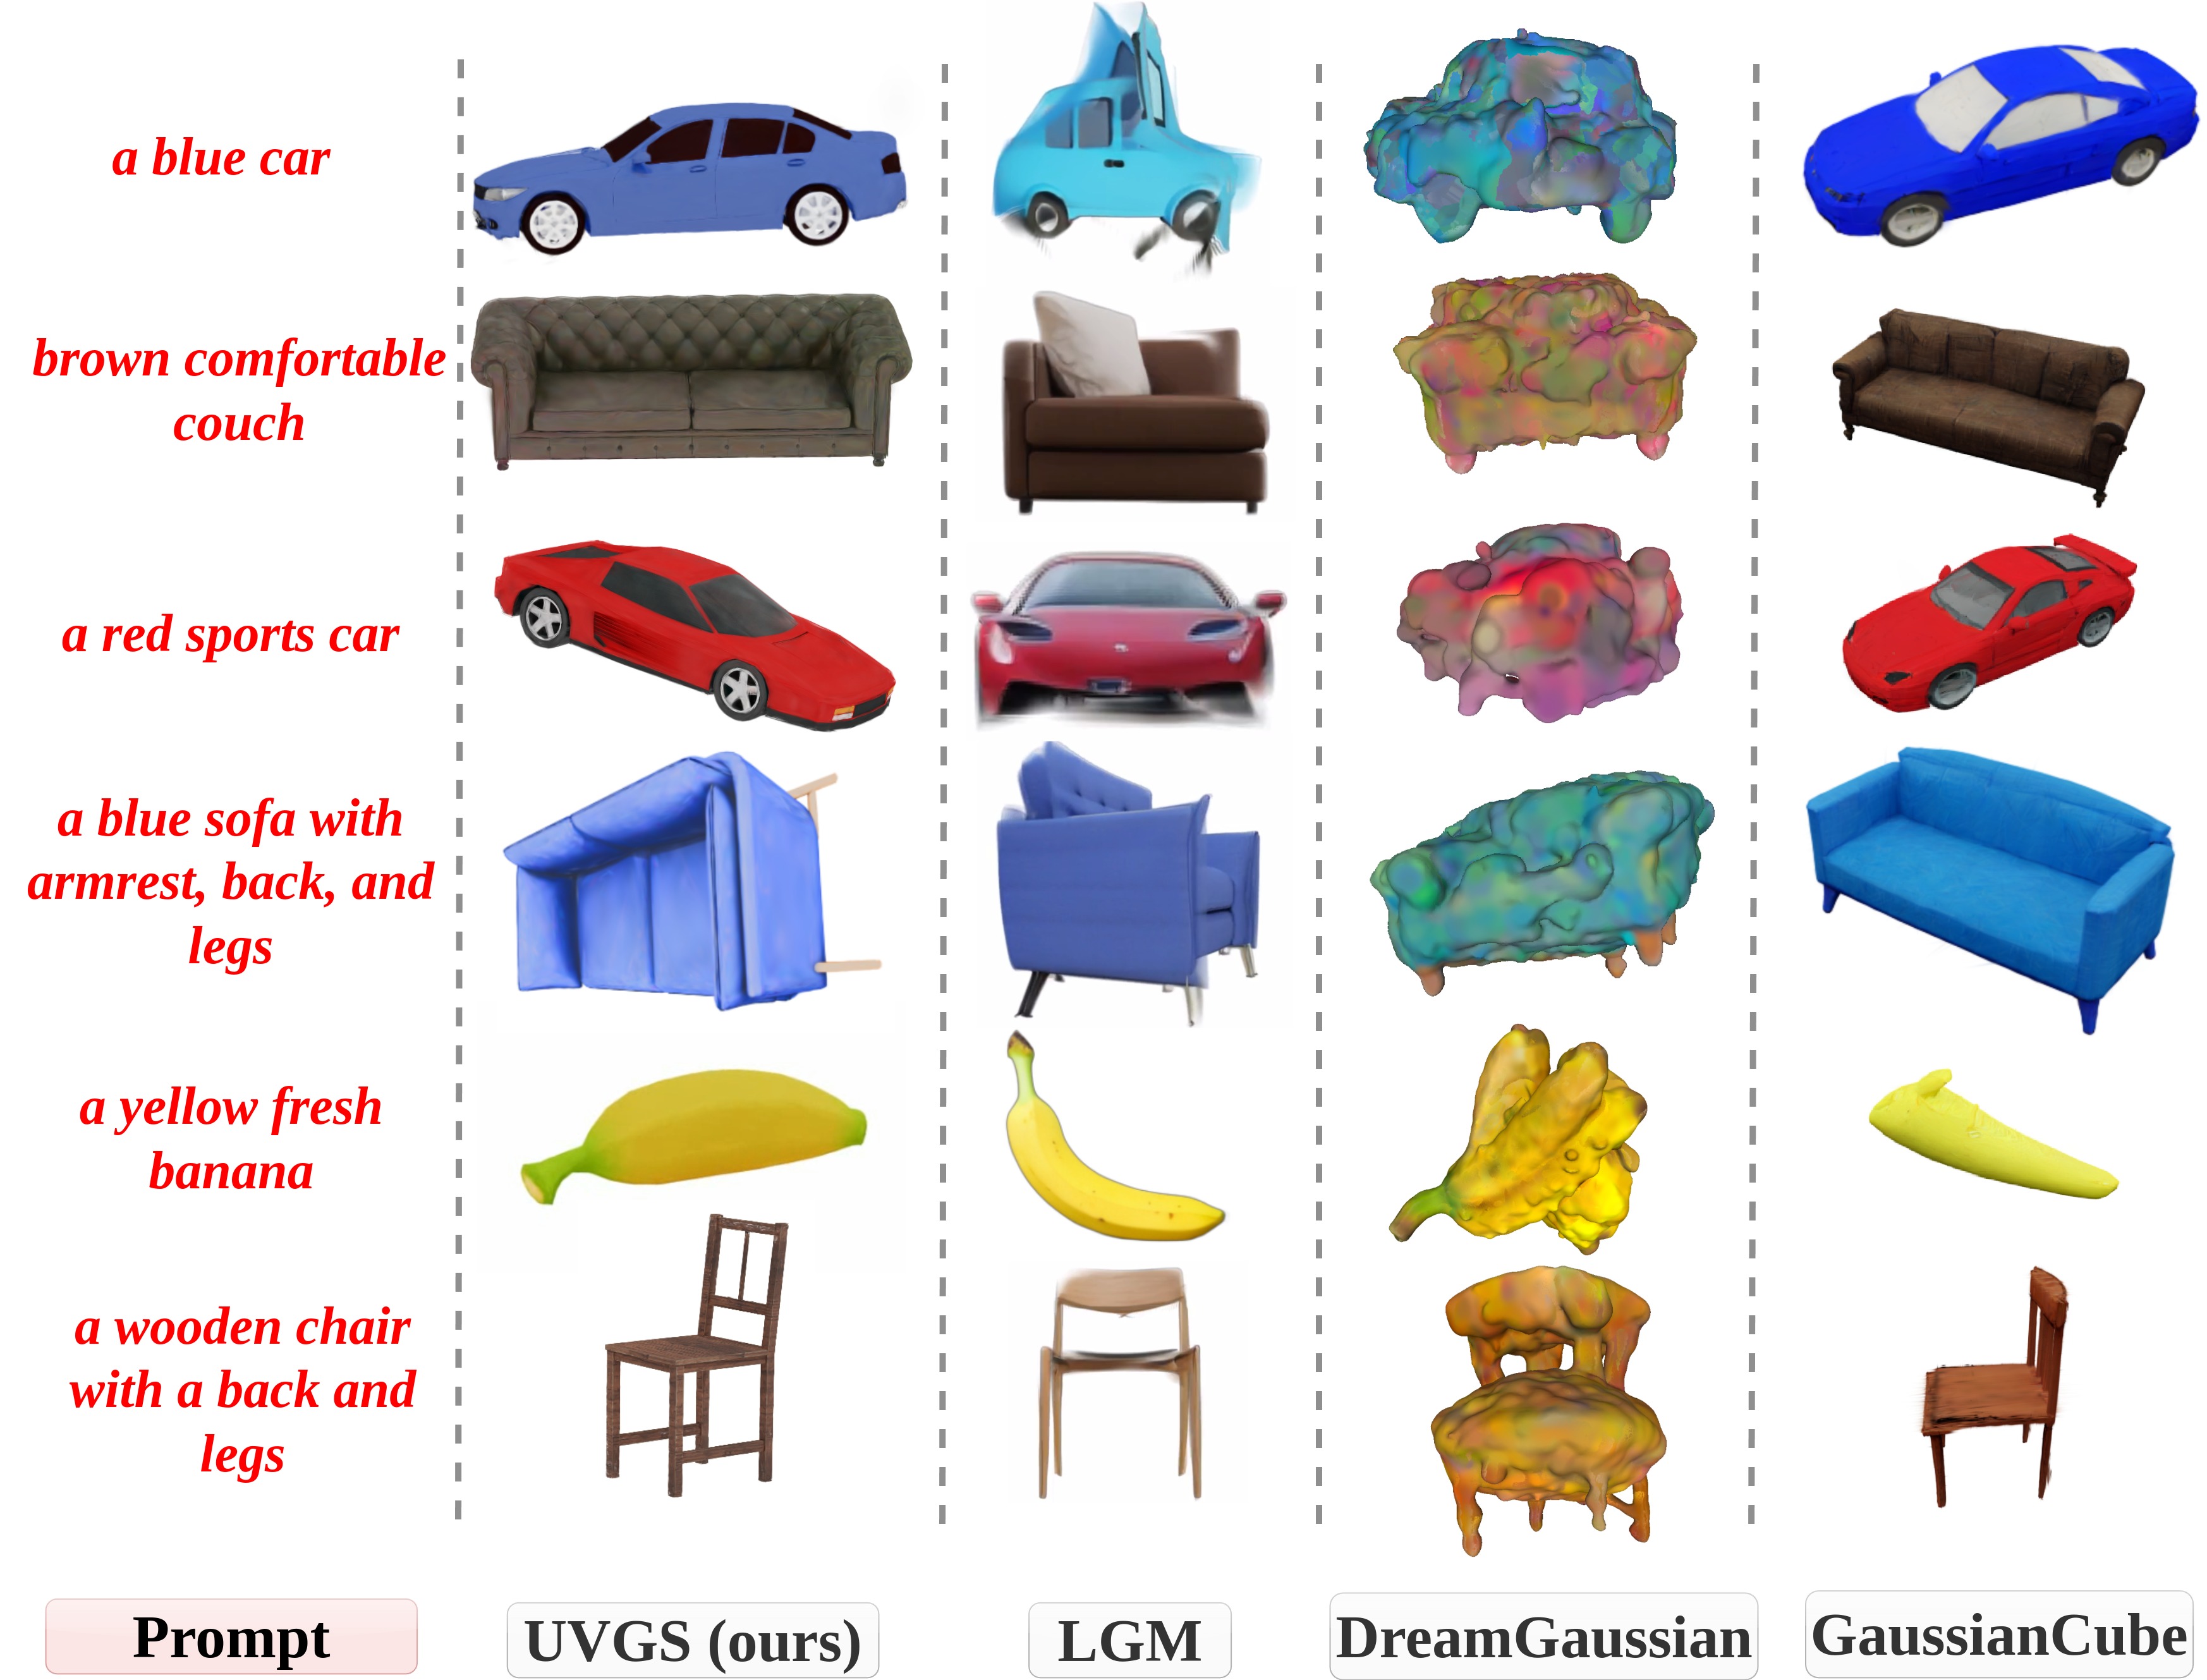 a blue car
brown comfortable
couch
a red sports car
a blue sofa with
armrest, back, and
legs
a yellow fresh
banana
a wooden chair
with a back and
legs
Prompt
UVGS (ours)
LGM
DreamGaussian
GaussianCube